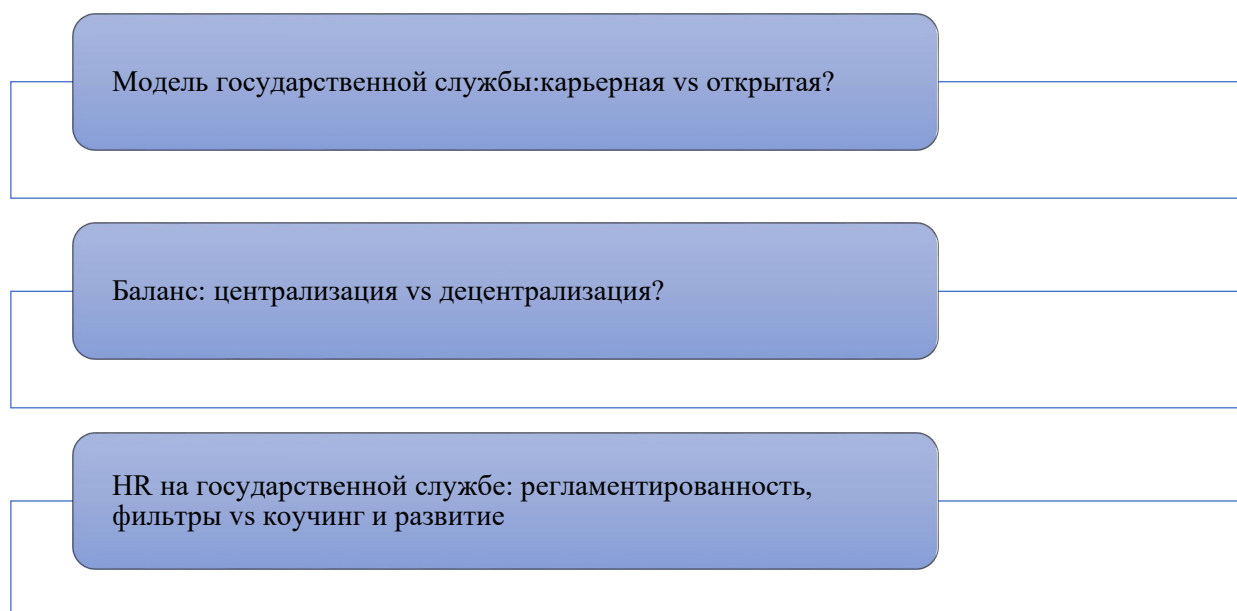 Модель государственной службы:карьерная vs открытая?
Баланс: централизация vs децентрализация?
HR на государственной службе: регламентированность,
фильтры vs коучинг и развитие